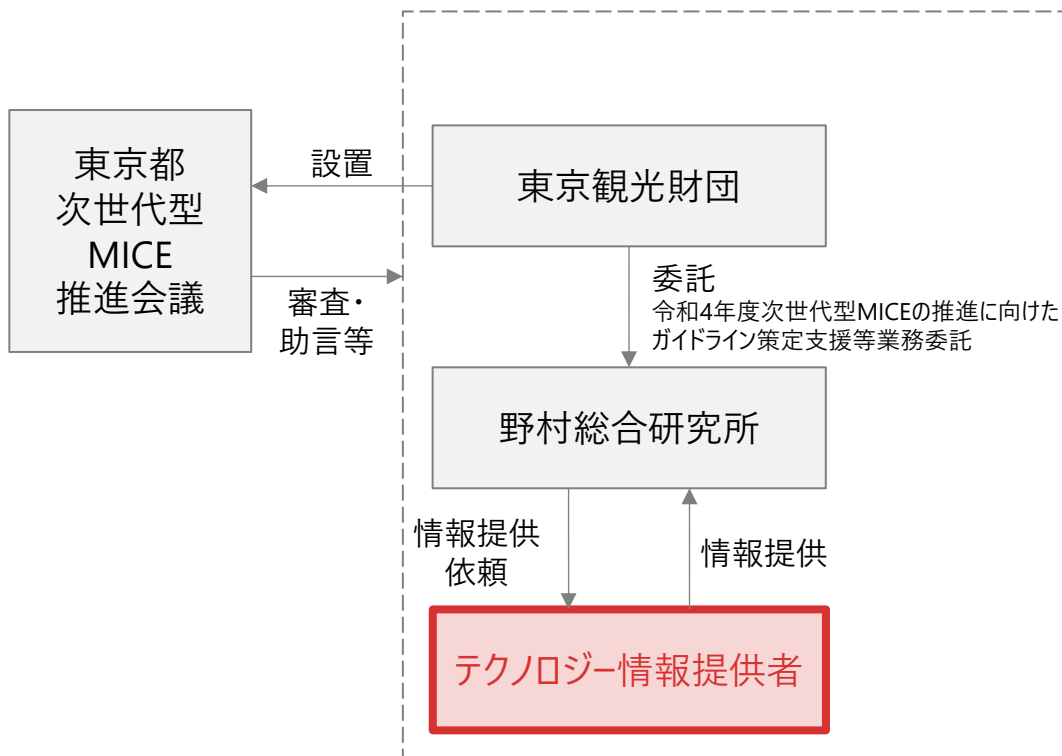 東京都
次世代型
MICE
推進会議
設置
審査・
助言等
東京観光財団
委託
令和4年度次世代型MICEの推進に向けた
ガイドライン策定支援等業務委託
野村総合研究所
情報提供
依頼
情報提供
テクノロジー情報提供者